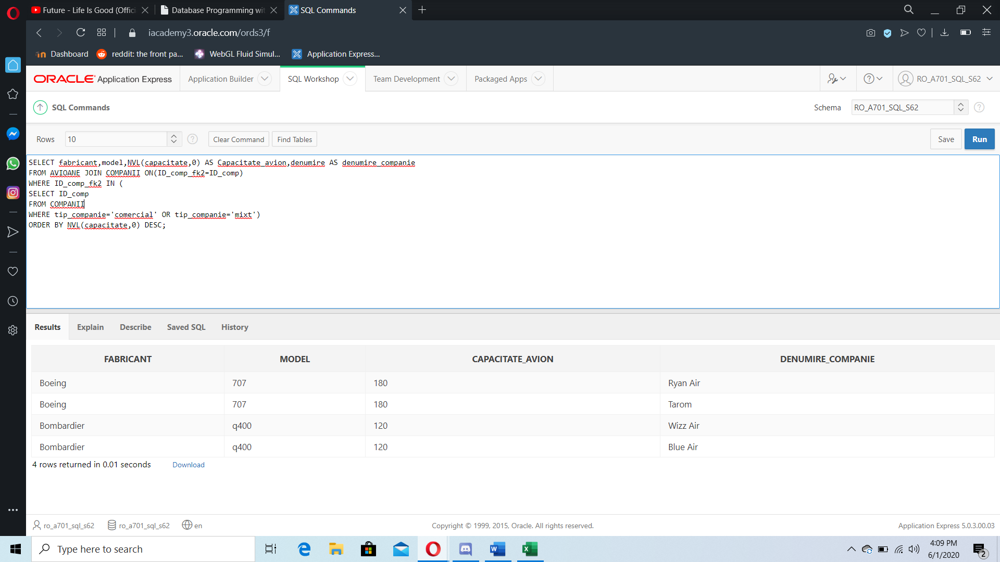 Future - Life Is Good (Offici
Database Programming wit
SQL Commands
iacademy3.oracle.com/ords3/f
Dashboard
reddit: the front pa...
WebGL Fluid Simul...
Application Express...
ORACLE Application Express
Application Builder
SQL Workshop
Team Development
Packaged Apps
RO_A701_SQL_S62
SQL Commands
Schema
RO_A701_SQL_S62
Rows
10
Clear Command
Find Tables
Save
Run
SELECT fabricant,model,NVL(capacitate,0) AS Capacitate_avion,denumire AS denumire_companie
FROM AVIOANE JOIN COMPANII ON(ID_comp_fk2=ID_comp)
WHERE ID_comp_fk2 IN (
SELECT ID_comp
FROM COMPANII
WHERE tip_companie='comercial' OR tip_companie='mixt')
ORDER BY NVL(capacitate,0) DESC;
Results
Explain
Describe
Saved SQL
History
FABRICANT MODEL CAPACITATE_AVION DENUMIRE_COMPANIE
Boeing 707 180 Ryan Air
Boeing 707 180 Tarom
Bombardier q400 120 Wizz Air
Bombardier q400 120 Blue Air
4 rows returned in 0.01 seconds
Download
ro_a701_sql_s62
ro_a701_sql_s62
en
Copyright © 1999, 2015, Oracle. All rights reserved.
Application Express 5.0.3.00.03
Type here to search
4:09 PM
6/1/2020
2